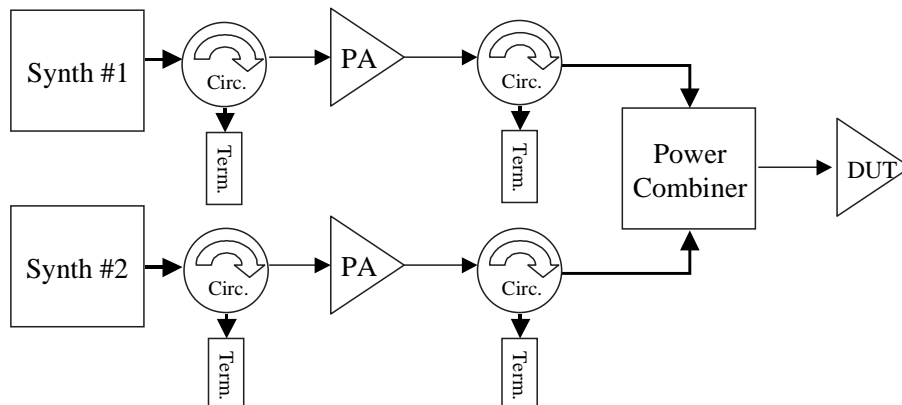 Synth #1
Circ.
Term.
PA
Circ.
Term.
Power
Combiner
DUT
Synth #2
Circ.
Term.
PA
Circ.
Term.